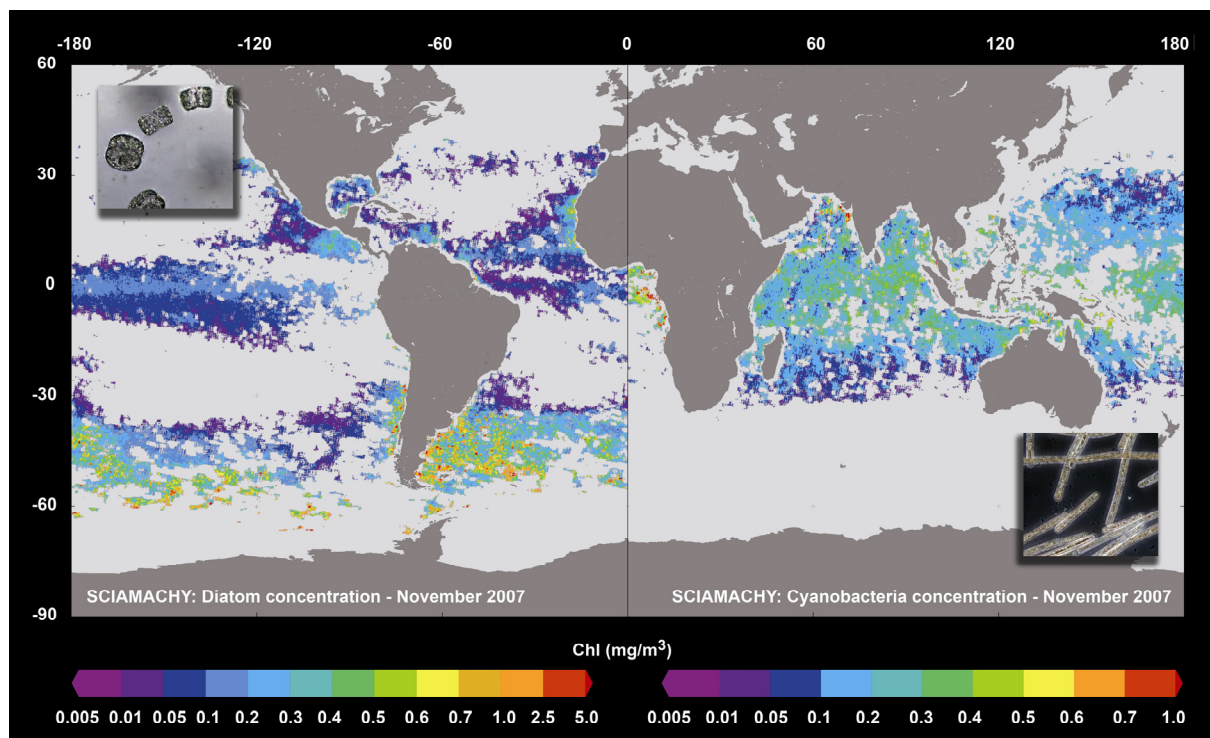 -180 -120 -60 0 60 120 180
60
30
0
-30
-60
-90
SCIAMACHY: Diatom concentration - November 2007 SCIAMACHY: Cyanobacteria concentration - November 2007
Chl (mg/m³)
0.005 0.01 0.05 0.1 0.2 0.3 0.4 0.5 0.6 0.7 1.0 2.5 5.0 0.005 0.01 0.05 0.1 0.2 0.3 0.4 0.5 0.6 0.7 1.0